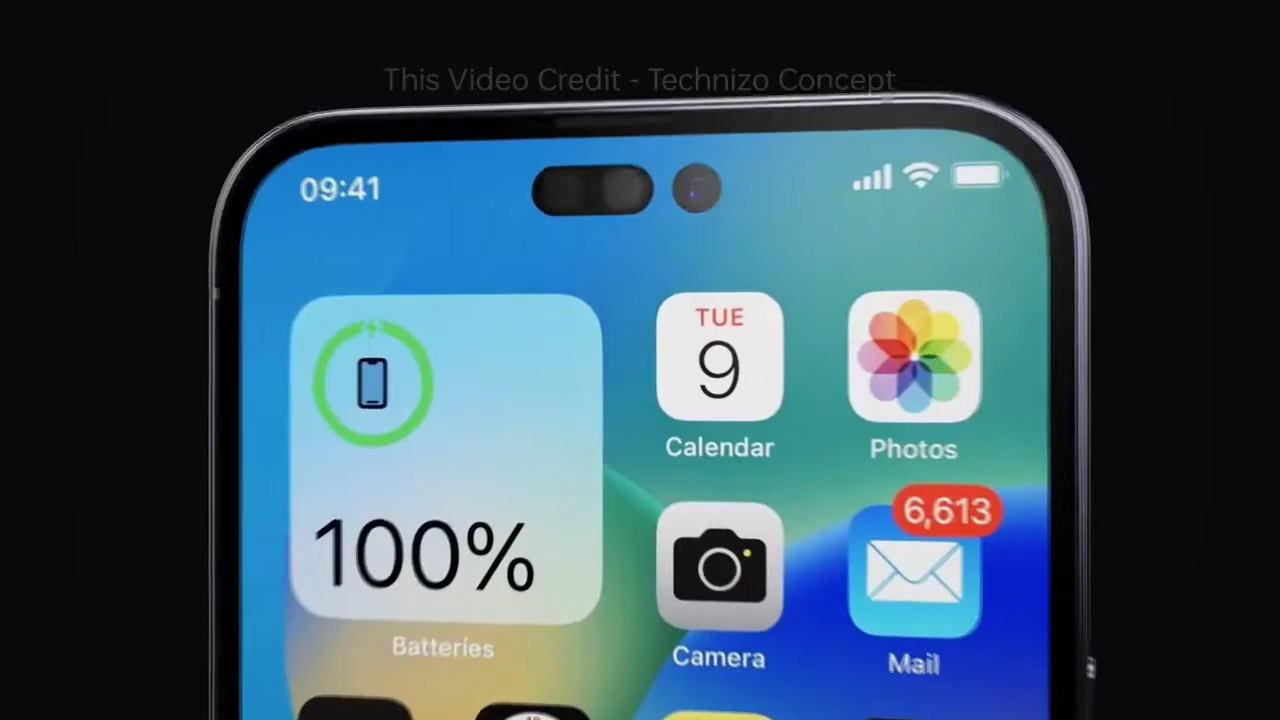 This Video Credit - Technizo Concept
09:41
TUE
9
Calendar
Photos
6,613
100%
Batteries
Camera
Mail